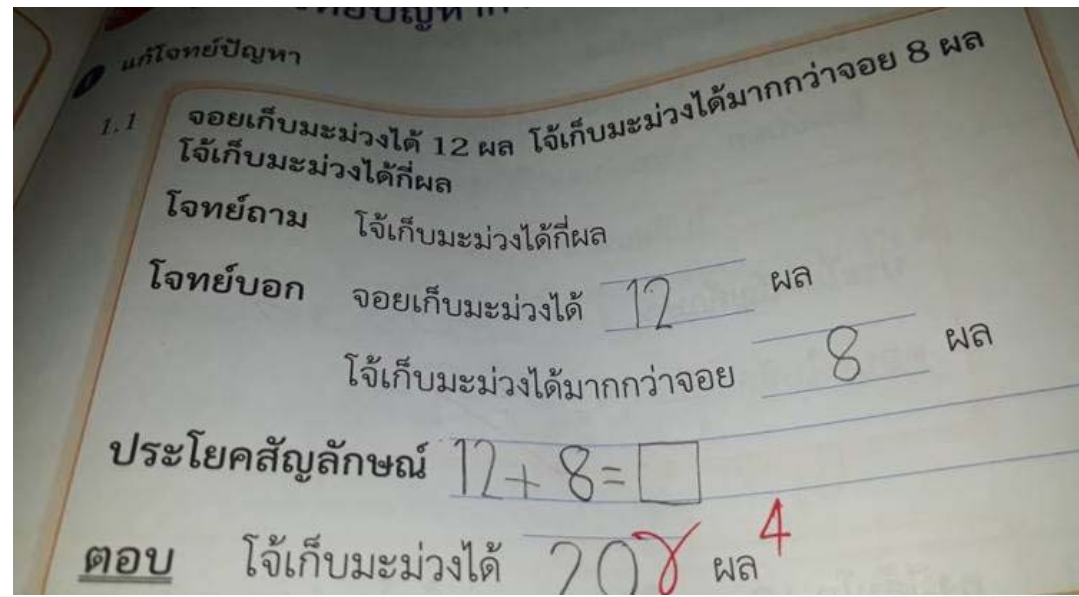 แก้โจทย์ปัญหา
1.1 จอยเก็บมะม่วงได้ 12 ผล โจ้เก็บมะม่วงได้มากกว่าจอย 8 ผล
โจ้เก็บมะม่วงได้กี่ผล
โจทย์ถาม โจ้เก็บมะม่วงได้กี่ผล
โจทย์บอก จอยเก็บมะม่วงได้ 12 ผล
โจ้เก็บมะม่วงได้มากกว่าจอย 8 ผล
ประโยคสัญลักษณ์ 12 + 8 = □
ตอบ โจ้เก็บมะม่วงได้ 20 ผล 4